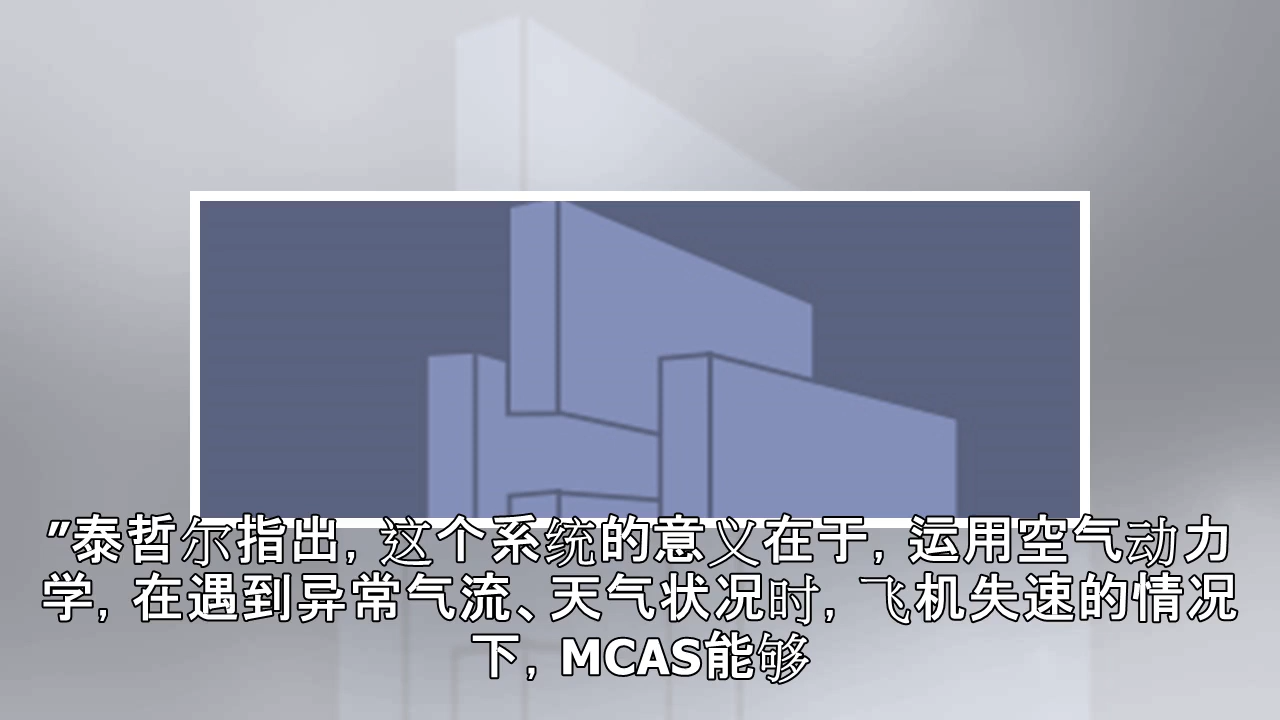 "泰哲尔指出, 这个系统的意义在于, 运用空气动力
学, 在遇到异常气流、天气状况时, 飞机失速的情况
下, MCAS能够